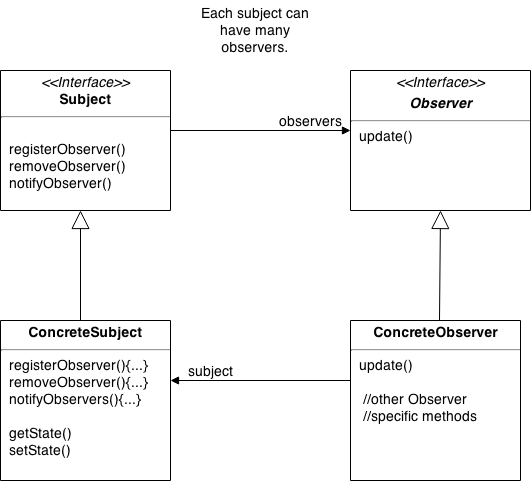 Each subject can
have many
observers.
<<Interface>>
Subject
registerObserver()
removeObserver()
notifyObserver()
observers
<<Interface>>
Observer
update()
ConcreteSubject
registerObserver(){...}
removeObserver(){...}
notifyObservers(){...}
getState()
setState()
subject
ConcreteObserver
update()
//other Observer
//specific methods